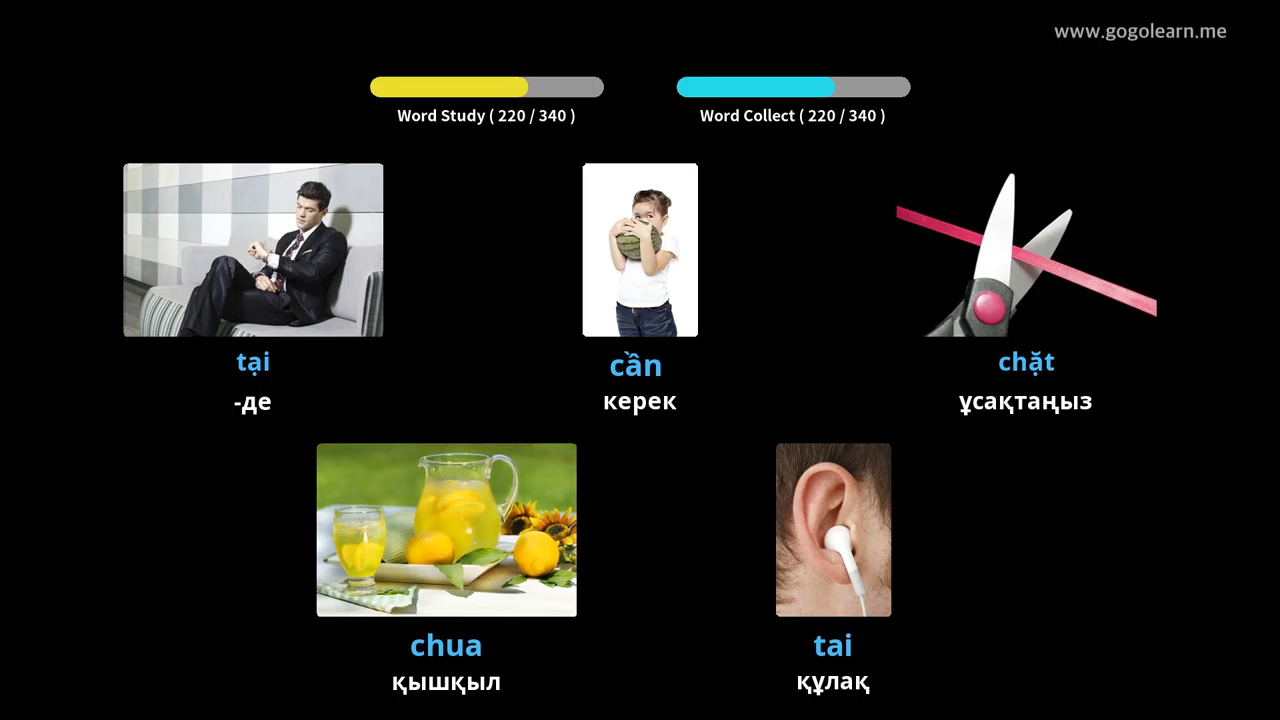 www.gogolearn.me
Word Study ( 220 / 340 )
Word Collect ( 220 / 340 )
tại
-де
cần
керек
chặt
ұсақтаңыз
chua
қышқыл
tai
құлақ